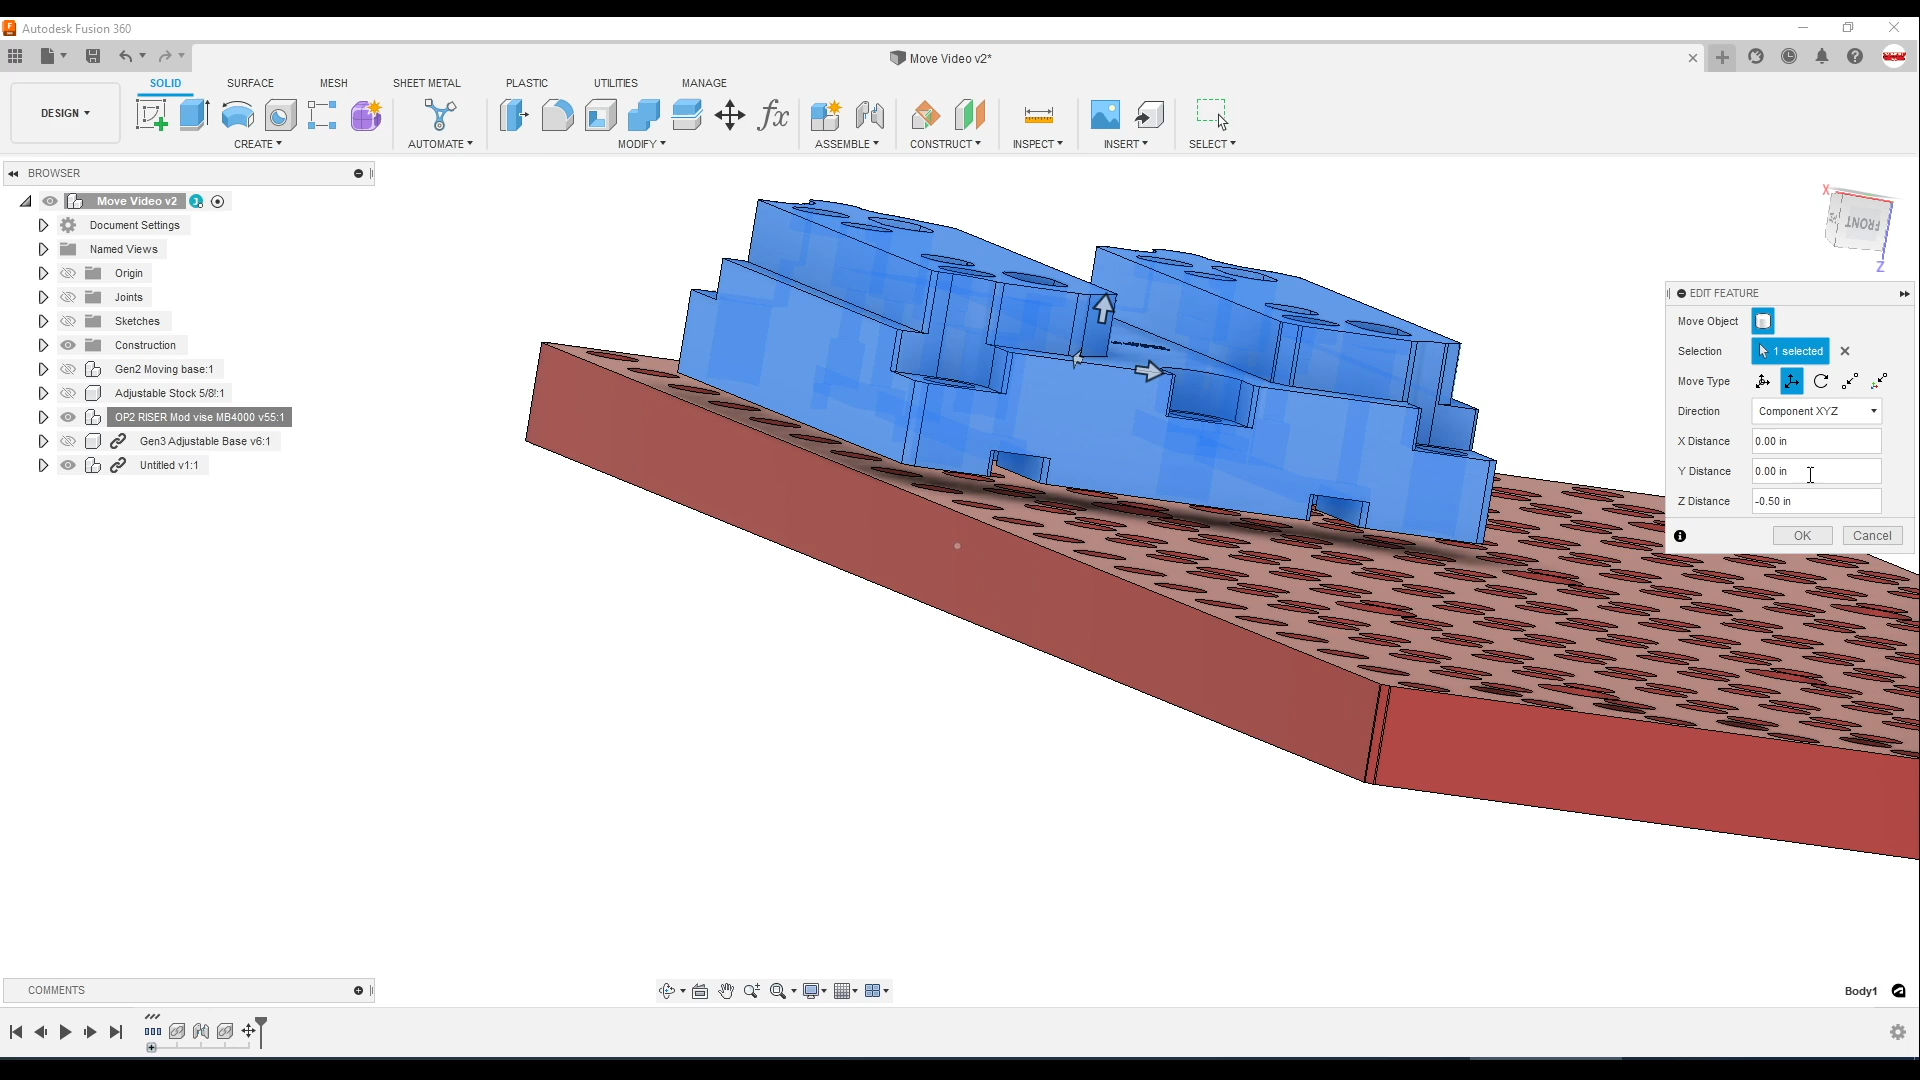 Autodesk Fusion 360
Move Video v2*
SOLID SURFACE MESH SHEET METAL PLASTIC UTILITIES MANAGE
DESIGN
CREATE AUTOMATE MODIFY ASSEMBLE CONSTRUCT INSPECT INSERT SELECT
BROWSER
Move Video v2
Document Settings
Named Views
Origin
Joints
Sketches
Construction
Gen2 Moving base:1
Adjustable Stock 5/8!:1
OP2 RISER Mod vise MB4000 v55:1
Gen3 Adjustable Base v6:1
Untitled v1:1
X
FRONT
Z
EDIT FEATURE
Move Object
Selection 1 selected
Move Type
Direction Component XYZ
X Distance 0.00 in
Y Distance 0.00 in
Z Distance -0.50 in
OK Cancel
COMMENTS
Body1